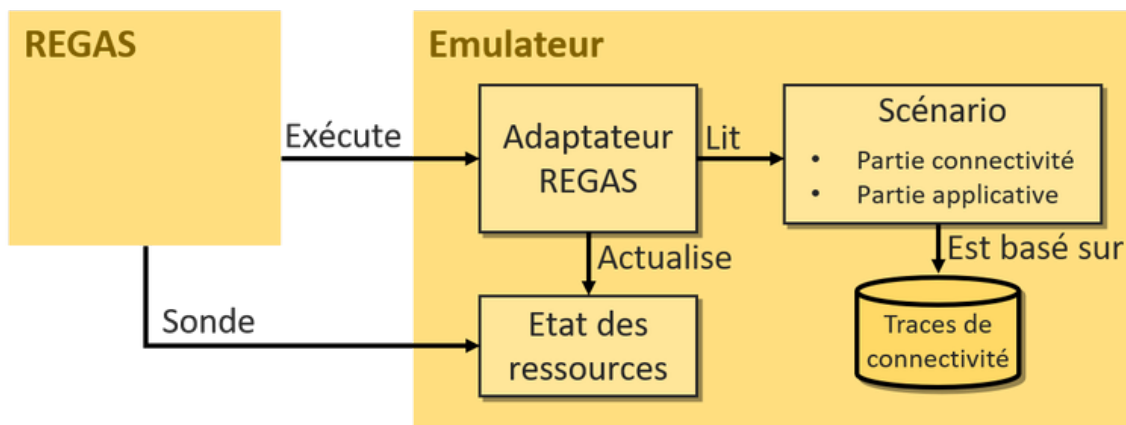 REGAS
Emulateur
Exécute
Adaptateur
REGAS
Lit
Scénario
• Partie connectivité
• Partie applicative
Actualise
Est basé sur
Sonde
Etat des
ressources
Traces de
connectivité